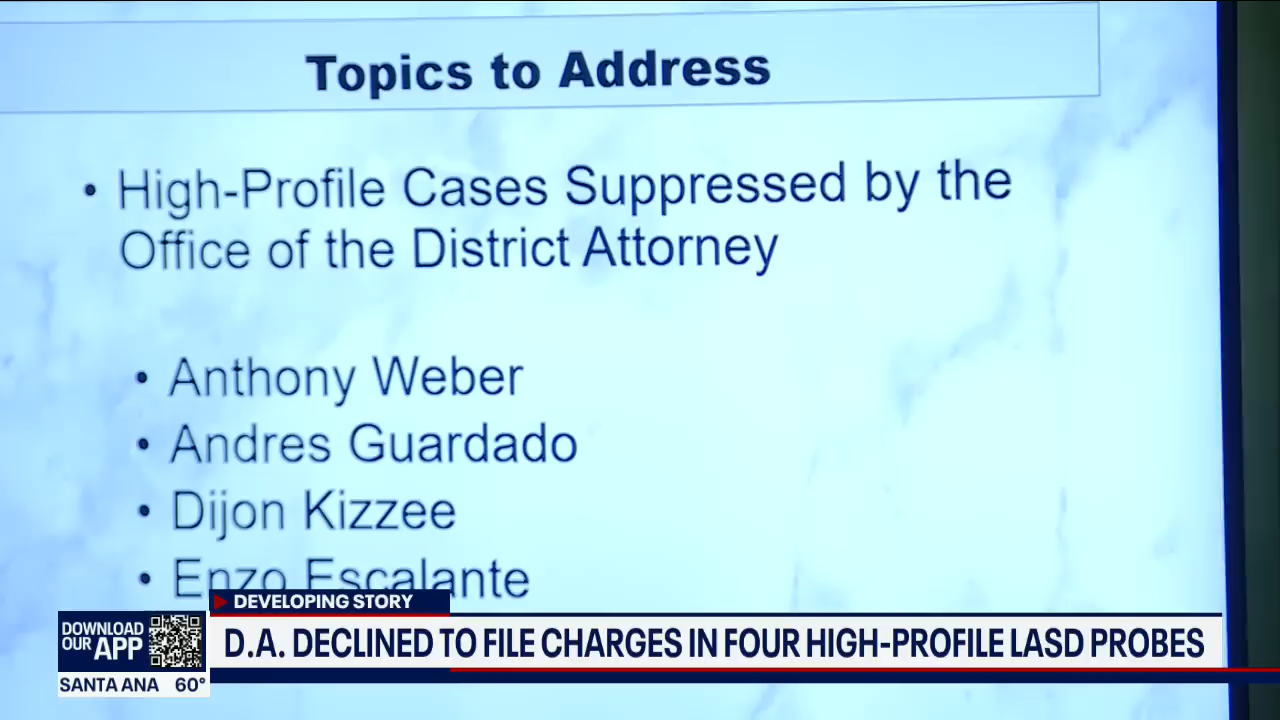 Topics to Address
• High-Profile Cases Suppressed by the
Office of the District Attorney
• Anthony Weber
• Andres Guardado
• Dijon Kizzee
• Enzo Escalante
DEVELOPING STORY
DOWNLOAD
OUR APP
D.A. DECLINED TO FILE CHARGES IN FOUR HIGH-PROFILE LASD PROBES
SANTA ANA 60°